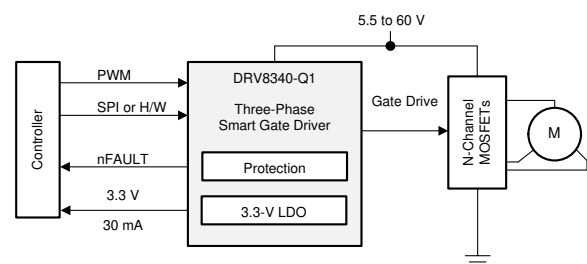 5.5 to 60 V
Controller
PWM
SPI or H/W
nFAULT
3.3 V
30 mA
DRV8340-Q1
Three-Phase
Smart Gate Driver
Protection
3.3-V LDO
Gate Drive
N-Channel
MOSFETs
M